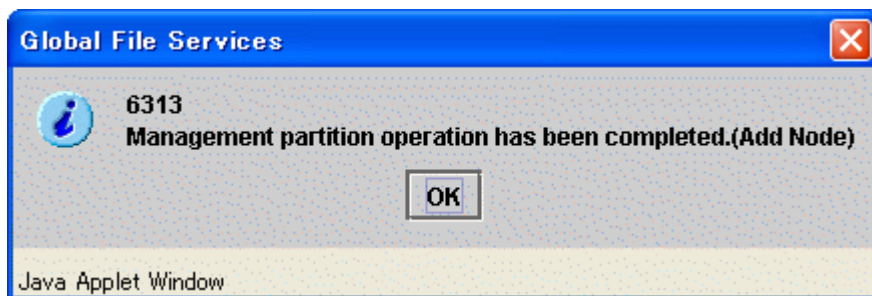 Global File Services
6313
Management partition operation has been completed.(Add Node)
OK
Java Applet Window